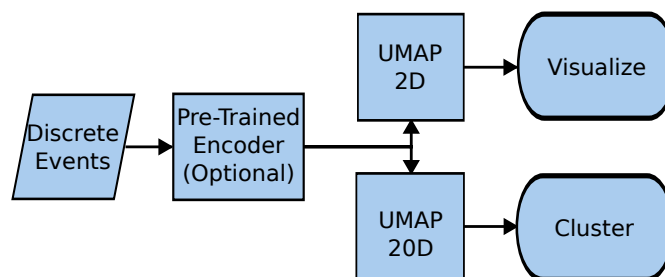 Discrete
Events
Pre-Trained
Encoder
(Optional)
UMAP
2D
Visualize
UMAP
20D
Cluster